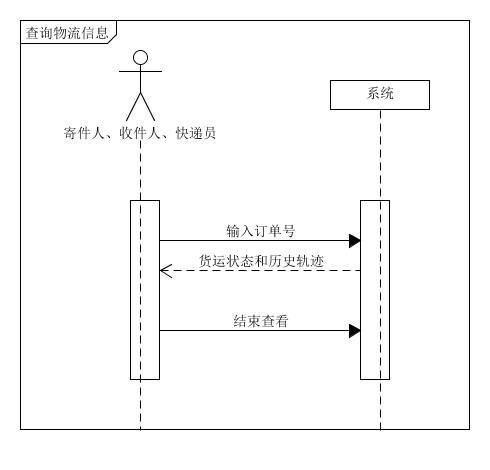 查询物流信息
系统
寄件人、收件人、快递员
输入订单号
货运状态和历史轨迹
结束查看